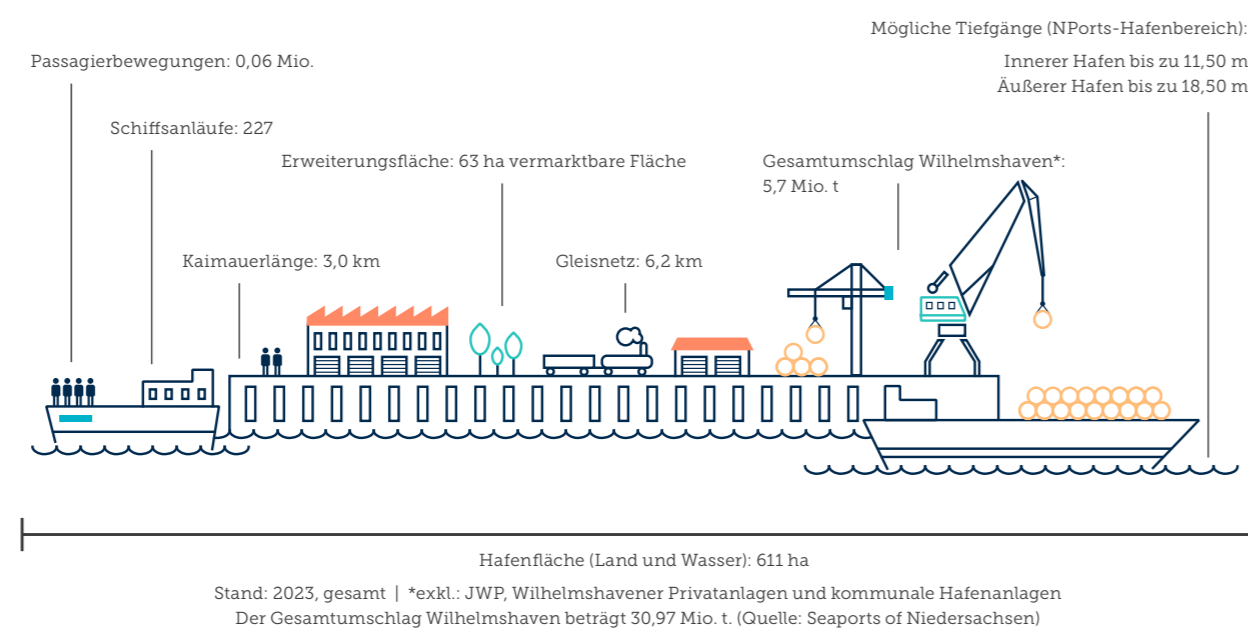 Mögliche Tiefgänge (NPorts-Hafenbereich):
Innerer Hafen bis zu 11,50 m
Äußerer Hafen bis zu 18,50 m
Passagierbewegungen: 0,06 Mio.
Schiffsanläufe: 227
Erweiterungsfläche: 63 ha vermarktbare Fläche
Gesamtumschlag Wilhelmshaven*:
5,7 Mio. t
Kaimauerlänge: 3,0 km
Gleisnetz: 6,2 km
Hafenfläche (Land und Wasser): 611 ha
Stand: 2023, gesamt | *exkl.: JWP, Wilhelmshavener Privatanlagen und kommunale Hafenanlagen
Der Gesamtumschlag Wilhelmshaven beträgt 30,97 Mio. t. (Quelle: Seaports of Niedersachsen)